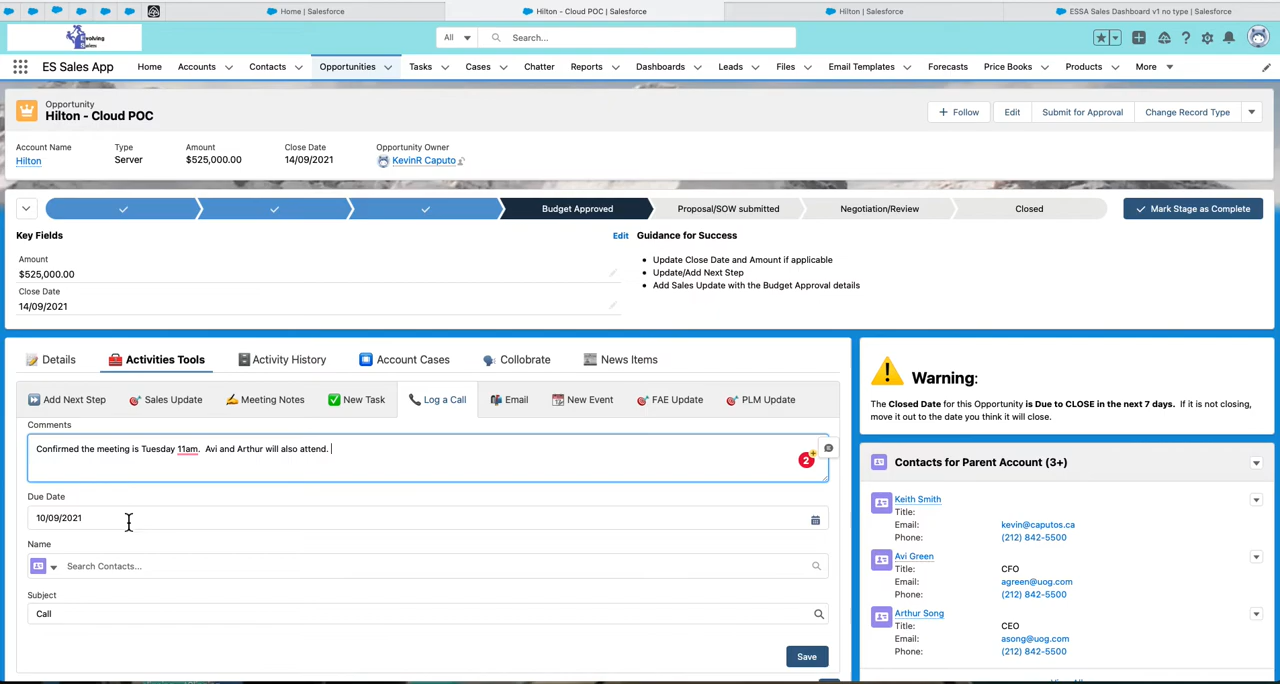 Home | Salesforce
Hilton - Cloud POC | Salesforce
Hilton | Salesforce
ESSA Sales Dashboard v1 no type | Salesforce
Evolving Sales
All
Search...
ES Sales App
Home
Accounts
Contacts
Opportunities
Tasks
Cases
Chatter
Reports
Dashboards
Leads
Files
Email Templates
Forecasts
Price Books
Products
More
Opportunity
Hilton - Cloud POC
Follow
Edit
Submit for Approval
Change Record Type
Account Name
Type
Amount
Close Date
Opportunity Owner
Hilton
Server
$525,000.00
14/09/2021
KevinR Caputo
Budget Approved
Proposal/SOW submitted
Negotiation/Review
Closed
Mark Stage as Complete
Key Fields
Edit
Amount
$525,000.00
Close Date
14/09/2021
Guidance for Success
Update Close Date and Amount if applicable
Update/Add Next Step
Add Sales Update with the Budget Approval details
Details
Activities Tools
Activity History
Account Cases
Collobrate
News Items
Add Next Step
Sales Update
Meeting Notes
New Task
Log a Call
Email
New Event
FAE Update
PLM Update
Comments
Confirmed the meeting is Tuesday 11am. Avi and Arthur will also attend.
2
Due Date
10/09/2021
Name
Search Contacts...
Subject
Call
Save
Warning:
The Closed Date for this Opportunity is Due to CLOSE in the next 7 days. If it is not closing,
move it out to the date you think it will close.
Contacts for Parent Account (3+)
Keith Smith
Title:
Email: kevin@caputos.ca
Phone: (212) 842-5500
Avi Green
Title: CFO
Email: agreen@uog.com
Phone: (212) 842-5500
Arthur Song
Title: CEO
Email: asong@uog.com
Phone: (212) 842-5500